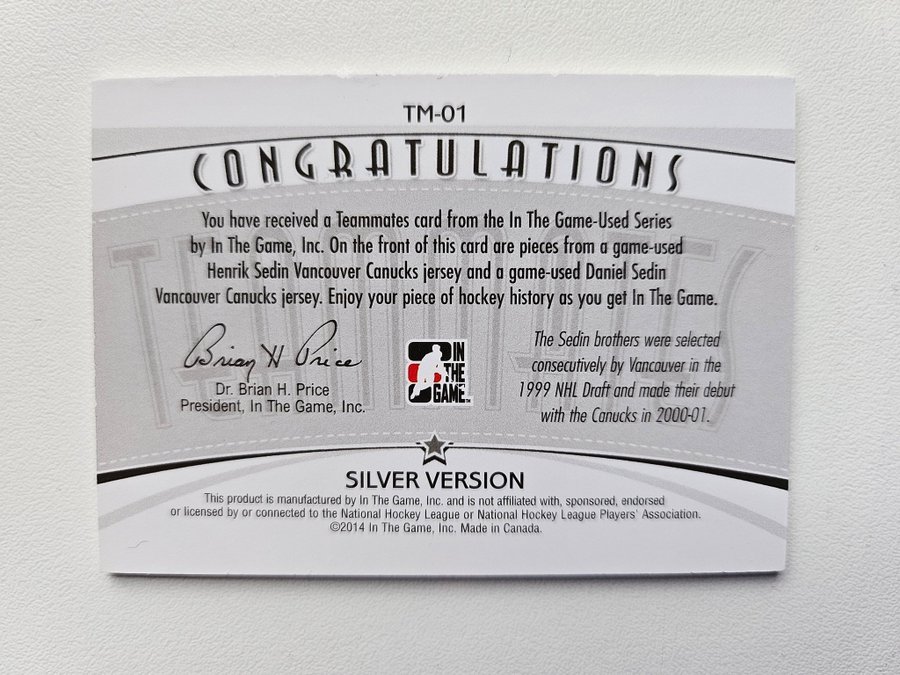 TM-01
CONGRATULATIONS
You have received a Teammates card from the In The Game-Used Series
by In The Game, Inc. On the front of this card are pieces from a game-used
Henrik Sedin Vancouver Canucks jersey and a game-used Daniel Sedin
Vancouver Canucks jersey. Enjoy your piece of hockey history as you get In The Game.
Brian H Price
Dr. Brian H. Price
President, In The Game, Inc.
IN
THE
GAME
The Sedin brothers were selected
consecutively by Vancouver in the
1999 NHL Draft and made their debut
with the Canucks in 2000-01.
SILVER VERSION
This product is manufactured by In The Game, Inc. and is not affiliated with, sponsored, endorsed
or licensed by or connected to the National Hockey League or National Hockey League Players' Association.
©2014 In The Game, Inc. Made in Canada.
TEAMMATES